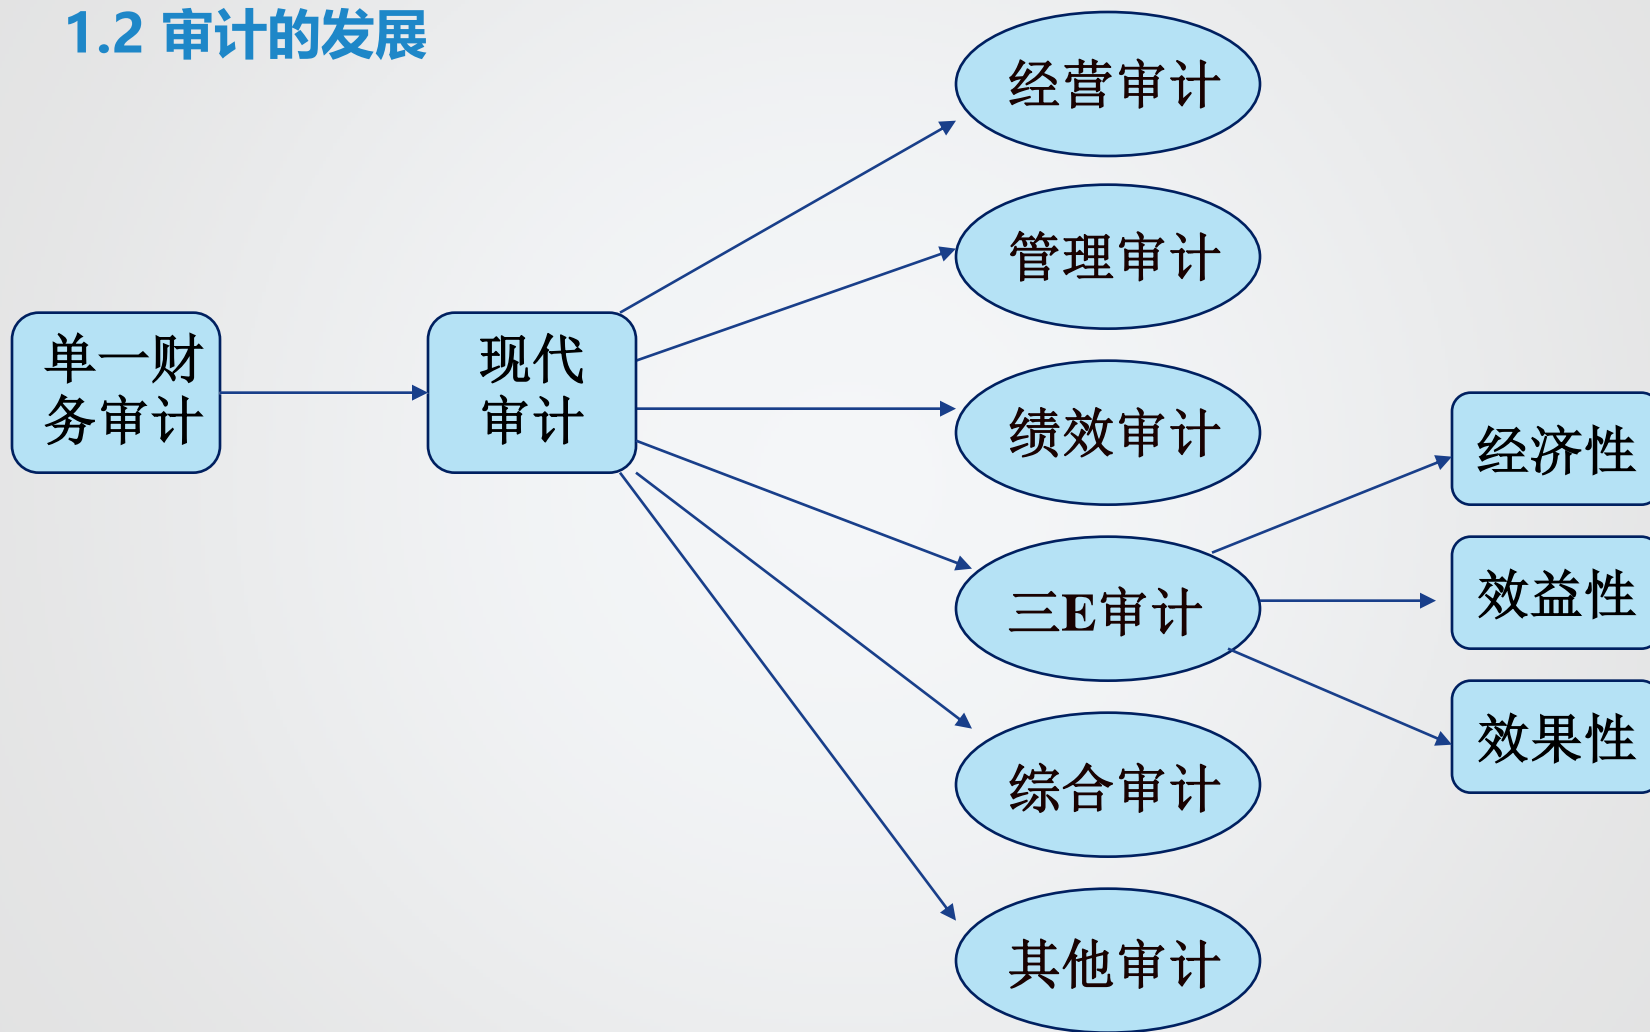 1.2 审计的发展
单一财
务审计
现代
审计
经营审计
管理审计
绩效审计
三E审计
综合审计
其他审计
经济性
效益性
效果性